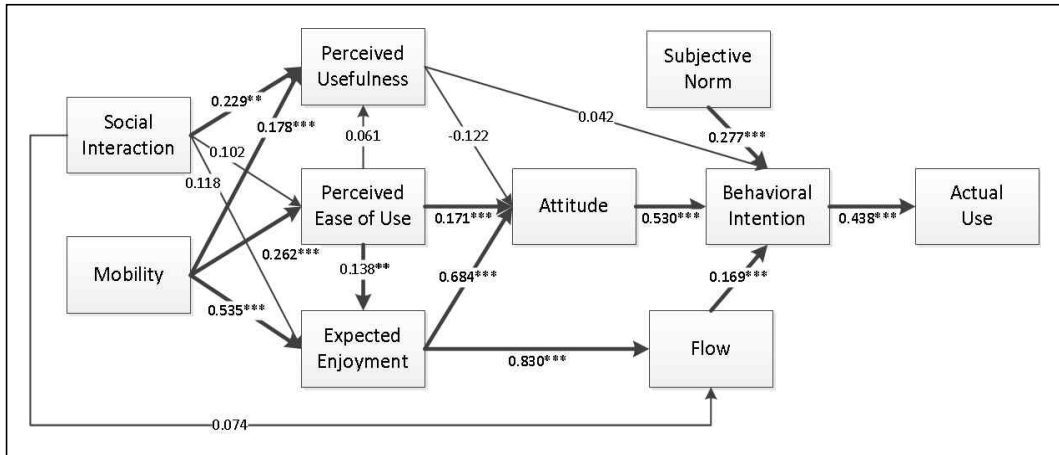 Perceived
Usefulness
Subjective
Norm
0.229**
Social
Interaction
0.178***
0.061
-0.122
0.042
0.277***
0.102
0.118
Perceived
Ease of Use
0.171***
Attitude
0.530***
Behavioral
Intention
0.438***
Actual
Use
Mobility
0.262***
0.138**
0.684***
0.169***
0.535***
Expected
Enjoyment
0.830***
Flow
0.074